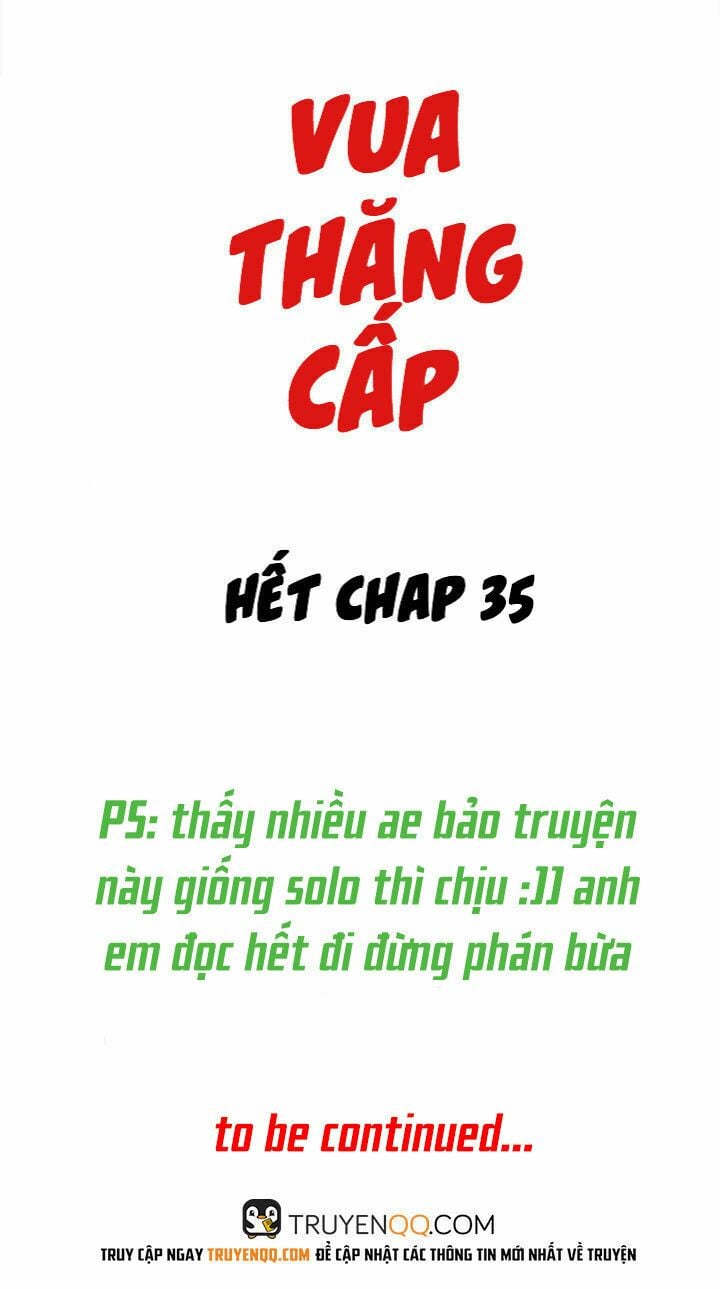 VUA
THĂNG
CẤP
HẾT CHAP 35
PS: thấy nhiều ae bảo truyện
này giống solo thì chịu :)) anh
em đọc hết đi đừng phán bừa
to be continued...
TRUYENQQ.COM
TRUY CẬP NGAY TRUYENQQ.COM ĐỂ CẬP NHẬT CÁC THÔNG TIN MỚI NHẤT VỀ TRUYỆN